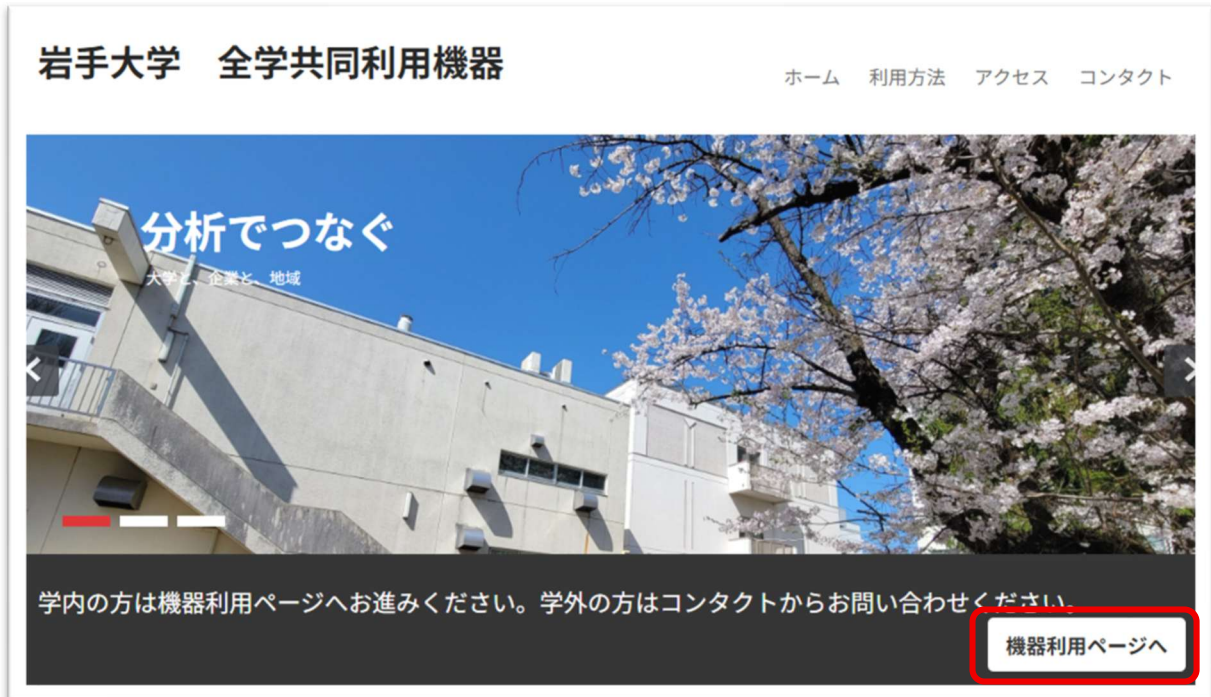 岩手大学　全学共同利用機器
ホーム 利用方法 アクセス コンタクト
分析でつなぐ
大学と、企業と、地域
学内の方は機器利用ページへお進みください。学外の方はコンタクトからお問い合わせください。
機器利用ページへ